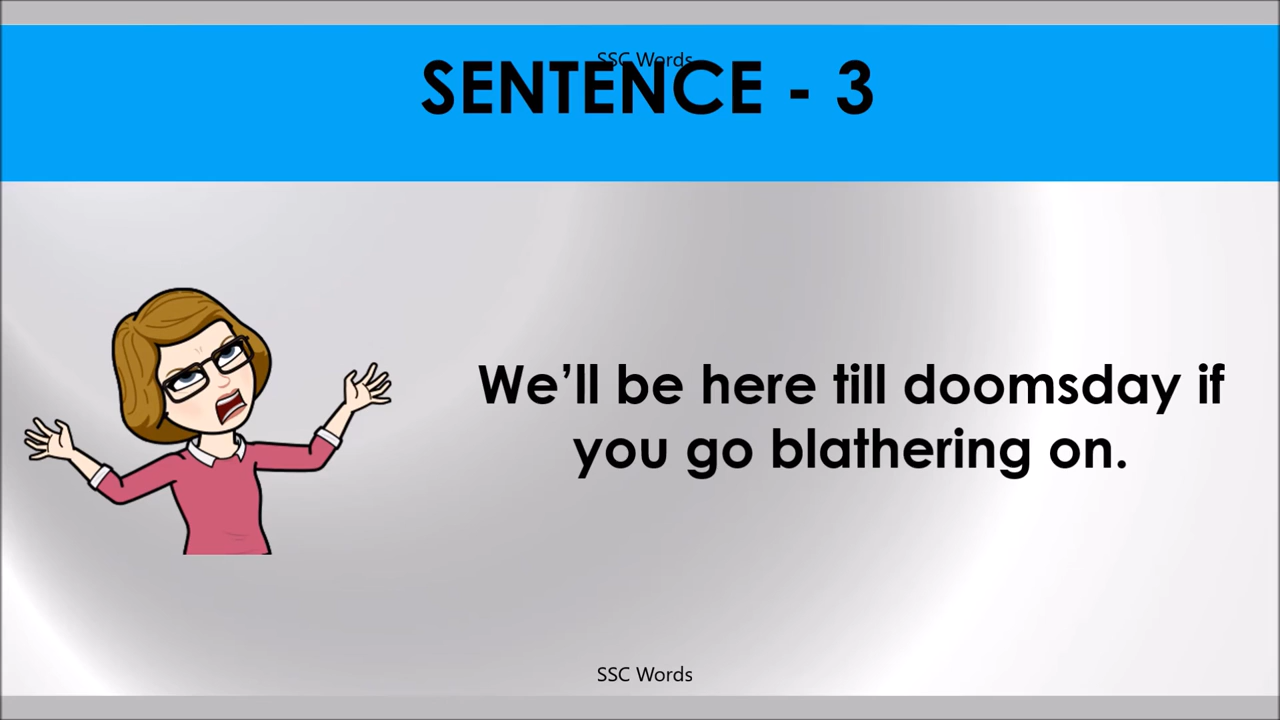 SSC Words
SENTENCE - 3
We’ll be here till doomsday if
you go blathering on.
SSC Words